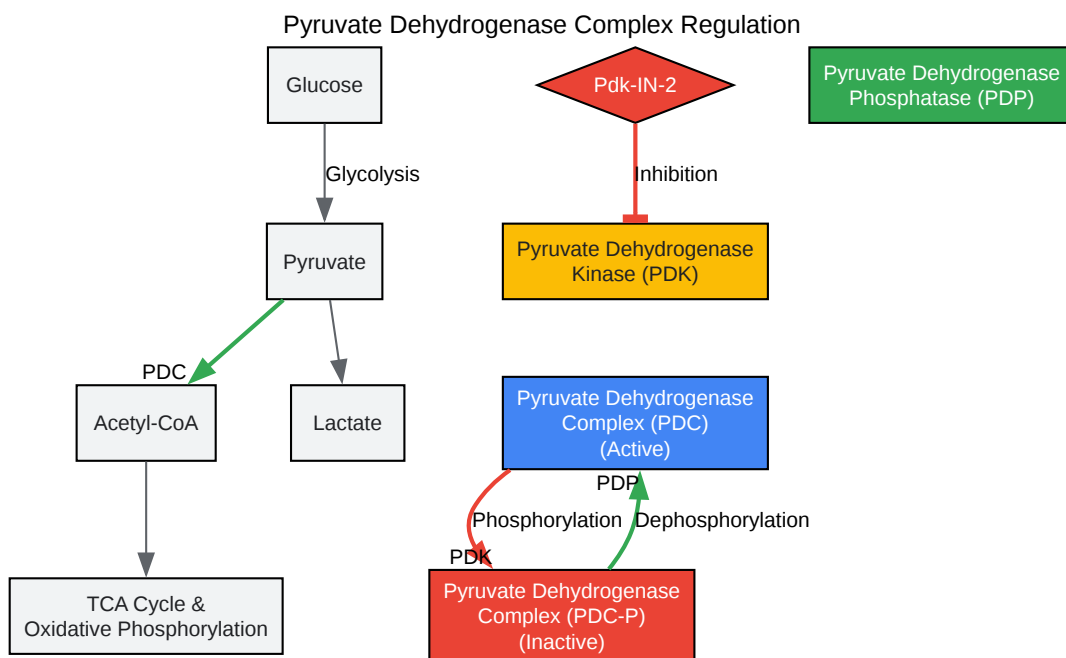 Pyruvate Dehydrogenase Complex Regulation
Glucose
Pdk-IN-2
Pyruvate Dehydrogenase
Phosphatase (PDP)
Glycolysis
Inhibition
Pyruvate
Pyruvate Dehydrogenase
Kinase (PDK)
PDC
Acetyl-CoA
Lactate
Pyruvate Dehydrogenase
Complex (PDC)
(Active)
PDP
Phosphorylation
Dephosphorylation
PDK
TCA Cycle &
Oxidative Phosphorylation
Pyruvate Dehydrogenase
Complex (PDC-P)
(Inactive)